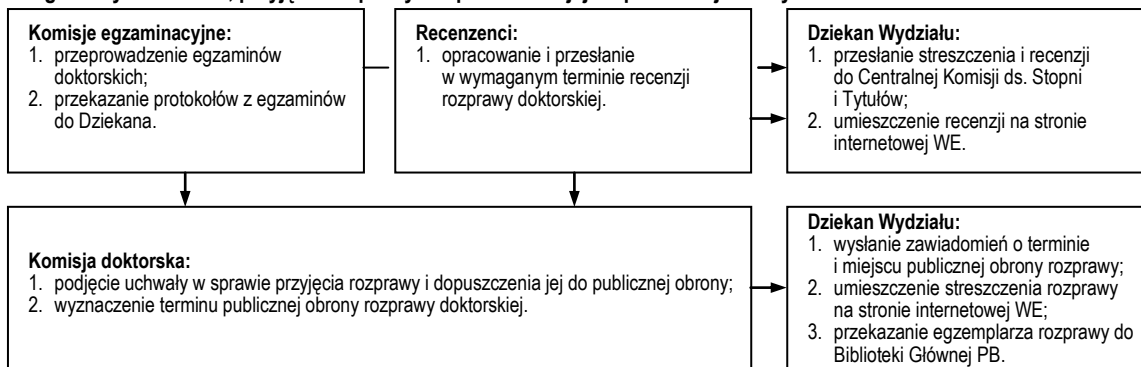 Komisje egzaminacyjne:
1. przeprowadzenie egzaminów
doktorskich;
2. przekazanie protokołów z egzaminów
do Dziekana.
Recenzenci:
1. opracowanie i przesłanie
w wymaganym terminie recenzji
rozprawy doktorskiej.
Dziekan Wydziału:
1. przesłanie streszczenia i recenzji
do Centralnej Komisji ds. Stopni
i Tytułów;
2. umieszczenie recenzji na stronie
internetowej WE.
Komisja doktorska:
1. podjęcie uchwały w sprawie przyjęcia rozprawy i dopuszczenia jej do publicznej obrony;
2. wyznaczenie terminu publicznej obrony rozprawy doktorskiej.
Dziekan Wydziału:
1. wysłanie zawiadomień o terminie
i miejscu publicznej obrony rozprawy;
2. umieszczenie streszczenia rozprawy
na stronie internetowej WE;
3. przekazanie egzemplarza rozprawy do
Biblioteki Głównej PB.